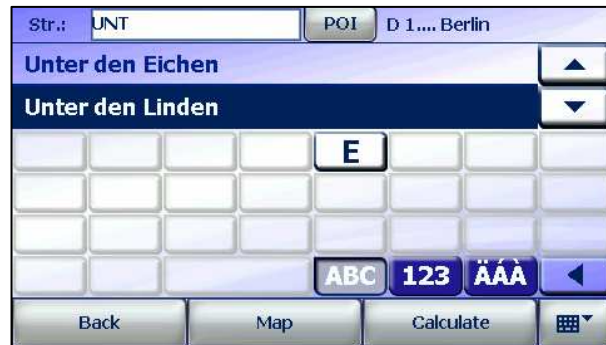 Str.: UNT POI D 1.... Berlin
Unter den Eichen
Unter den Linden
E
ABC 123 ÄÁÀ
Back Map Calculate